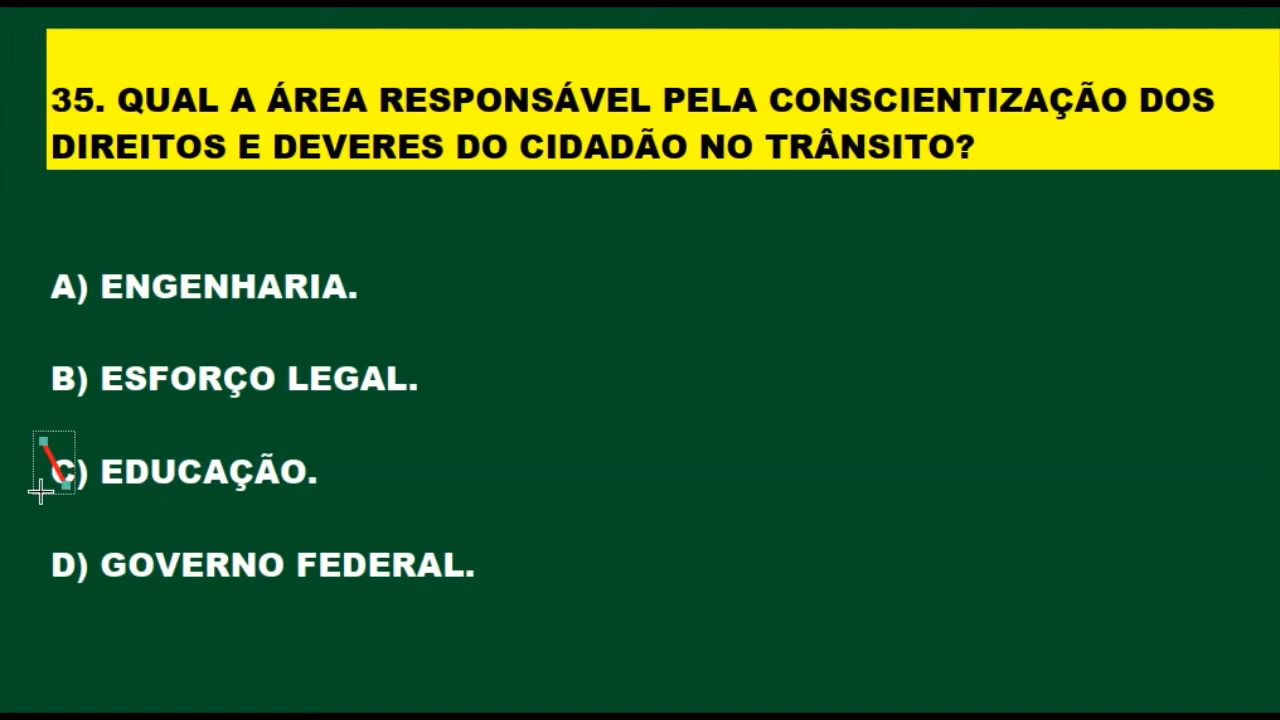 35. QUAL A ÁREA RESPONSÁVEL PELA CONSCIENTIZAÇÃO DOS
DIREITOS E DEVERES DO CIDADÃO NO TRÂNSITO?
A) ENGENHARIA.
B) ESFORÇO LEGAL.
C) EDUCAÇÃO.
D) GOVERNO FEDERAL.